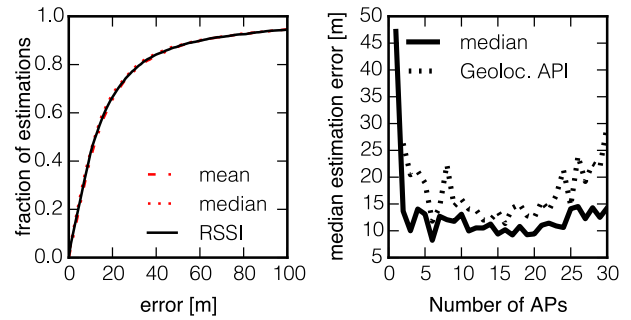 fraction of estimations
1.0
0.8
0.6
0.4
0.2
0.0
mean
median
RSSI
0 20 40 60 80 100
error [m]
median estimation error [m]
50
45
40
35
30
25
20
15
10
5
median
Geoloc. API
0 5 10 15 20 25 30
Number of APs